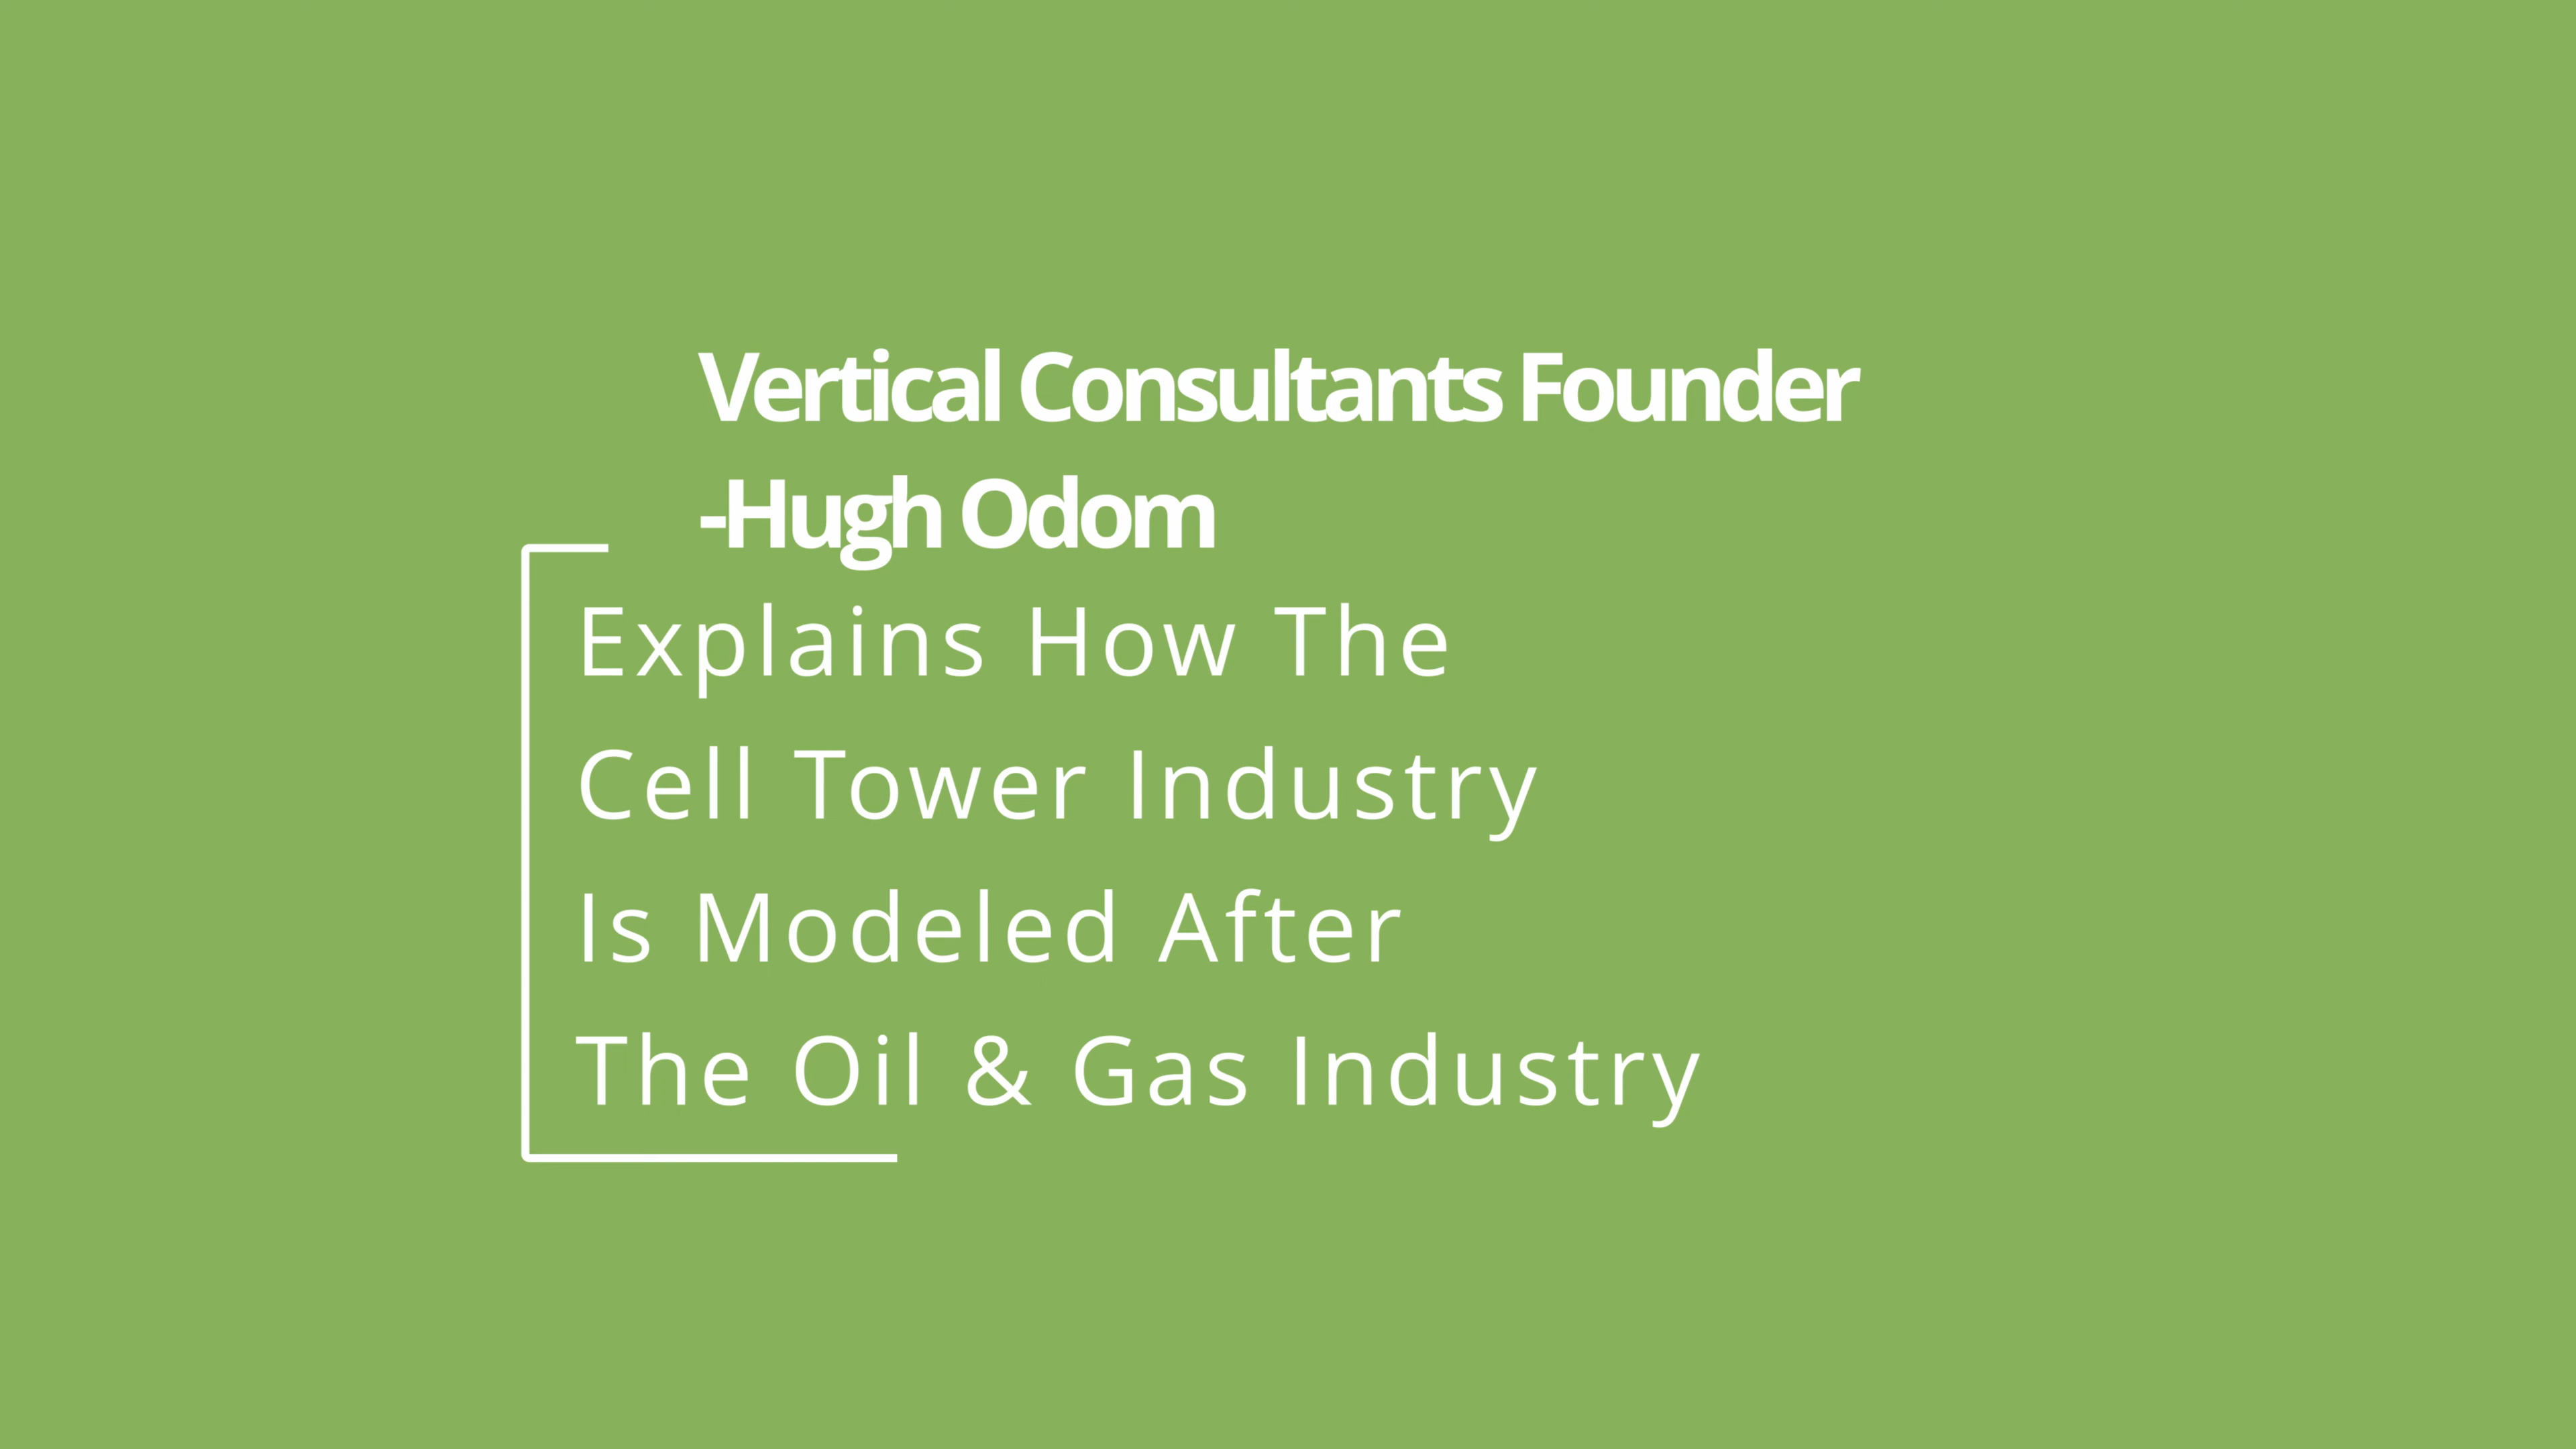 Vertical Consultants Founder
-Hugh Odom
Explains How The
Cell Tower Industry
Is Modeled After
The Oil & Gas Industry